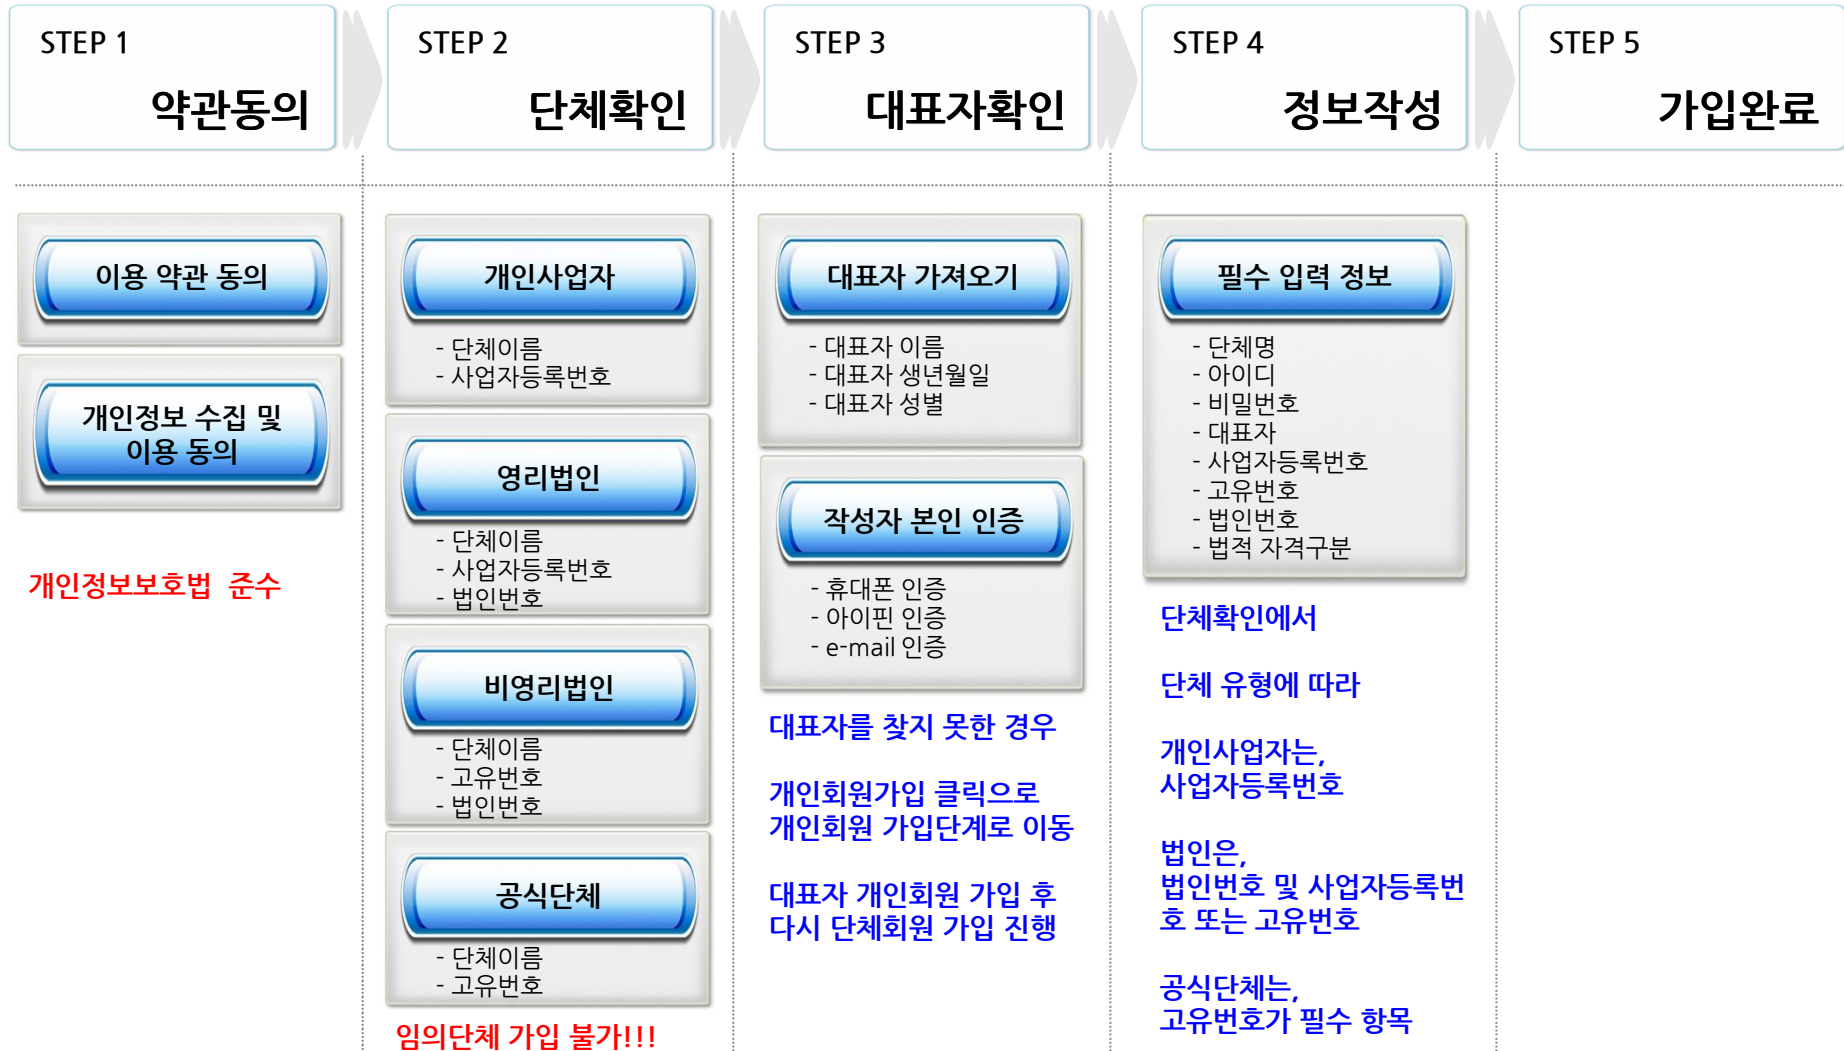 STEP 1
약관동의
STEP 2
단체확인
STEP 3
대표자확인
STEP 4
정보작성
STEP 5
가입완료
이용 약관 동의
개인정보 수집 및
이용 동의
개인정보보호법 준수
개인사업자
- 단체이름
- 사업자등록번호
영리법인
- 단체이름
- 사업자등록번호
- 법인번호
비영리법인
- 단체이름
- 고유번호
- 법인번호
공식단체
- 단체이름
- 고유번호
임의단체 가입 불가!!!
대표자 가져오기
- 대표자 이름
- 대표자 생년월일
- 대표자 성별
작성자 본인 인증
- 휴대폰 인증
- 아이핀 인증
- e-mail 인증
대표자를 찾지 못한 경우
개인회원가입 클릭으로
개인회원 가입단계로 이동
대표자 개인회원 가입 후
다시 단체회원 가입 진행
필수 입력 정보
- 단체명
- 아이디
- 비밀번호
- 대표자
- 사업자등록번호
- 고유번호
- 법인번호
- 법적 자격구분
단체확인에서
단체 유형에 따라
개인사업자는,
사업자등록번호
법인은,
법인번호 및 사업자등록번
호 또는 고유번호
공식단체는,
고유번호가 필수 항목